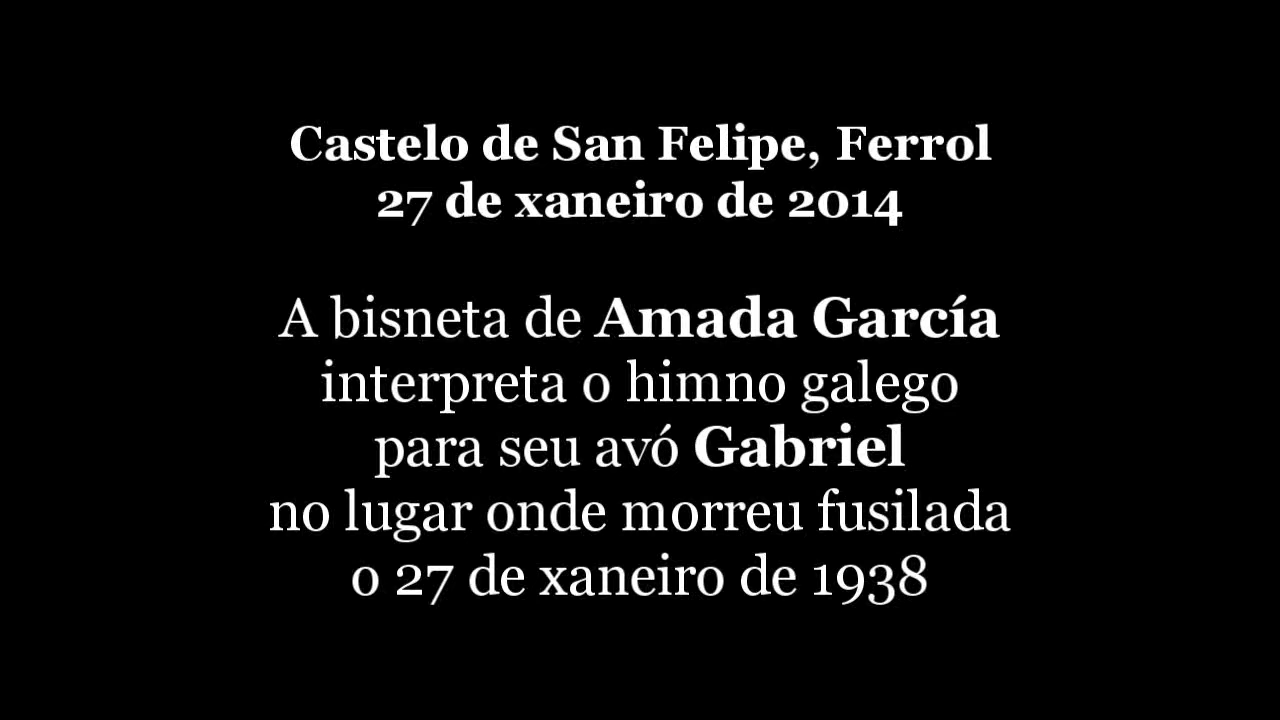 Castelo de San Felipe, Ferrol
27 de xaneiro de 2014
A bisneta de Amada García
interpreta o himno galego
para seu avó Gabriel
no lugar onde morreu fusilada
o 27 de xaneiro de 1938